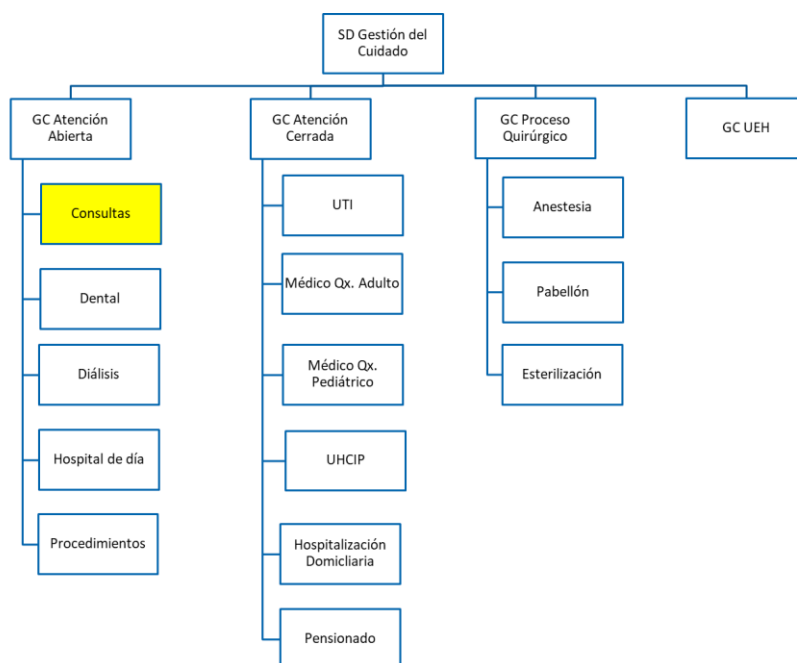 SD Gestión del
Cuidado
GC Atención
Abierta
GC Atención
Cerrada
GC Proceso
Quirúrgico
GC UEH
Consultas
Dental
Diálisis
Hospital de día
Procedimientos
UTI
Médico Qx. Adulto
Médico Qx.
Pediátrico
UHCIP
Hospitalización
Domicliaria
Pensionado
Anestesia
Pabellón
Esterilización